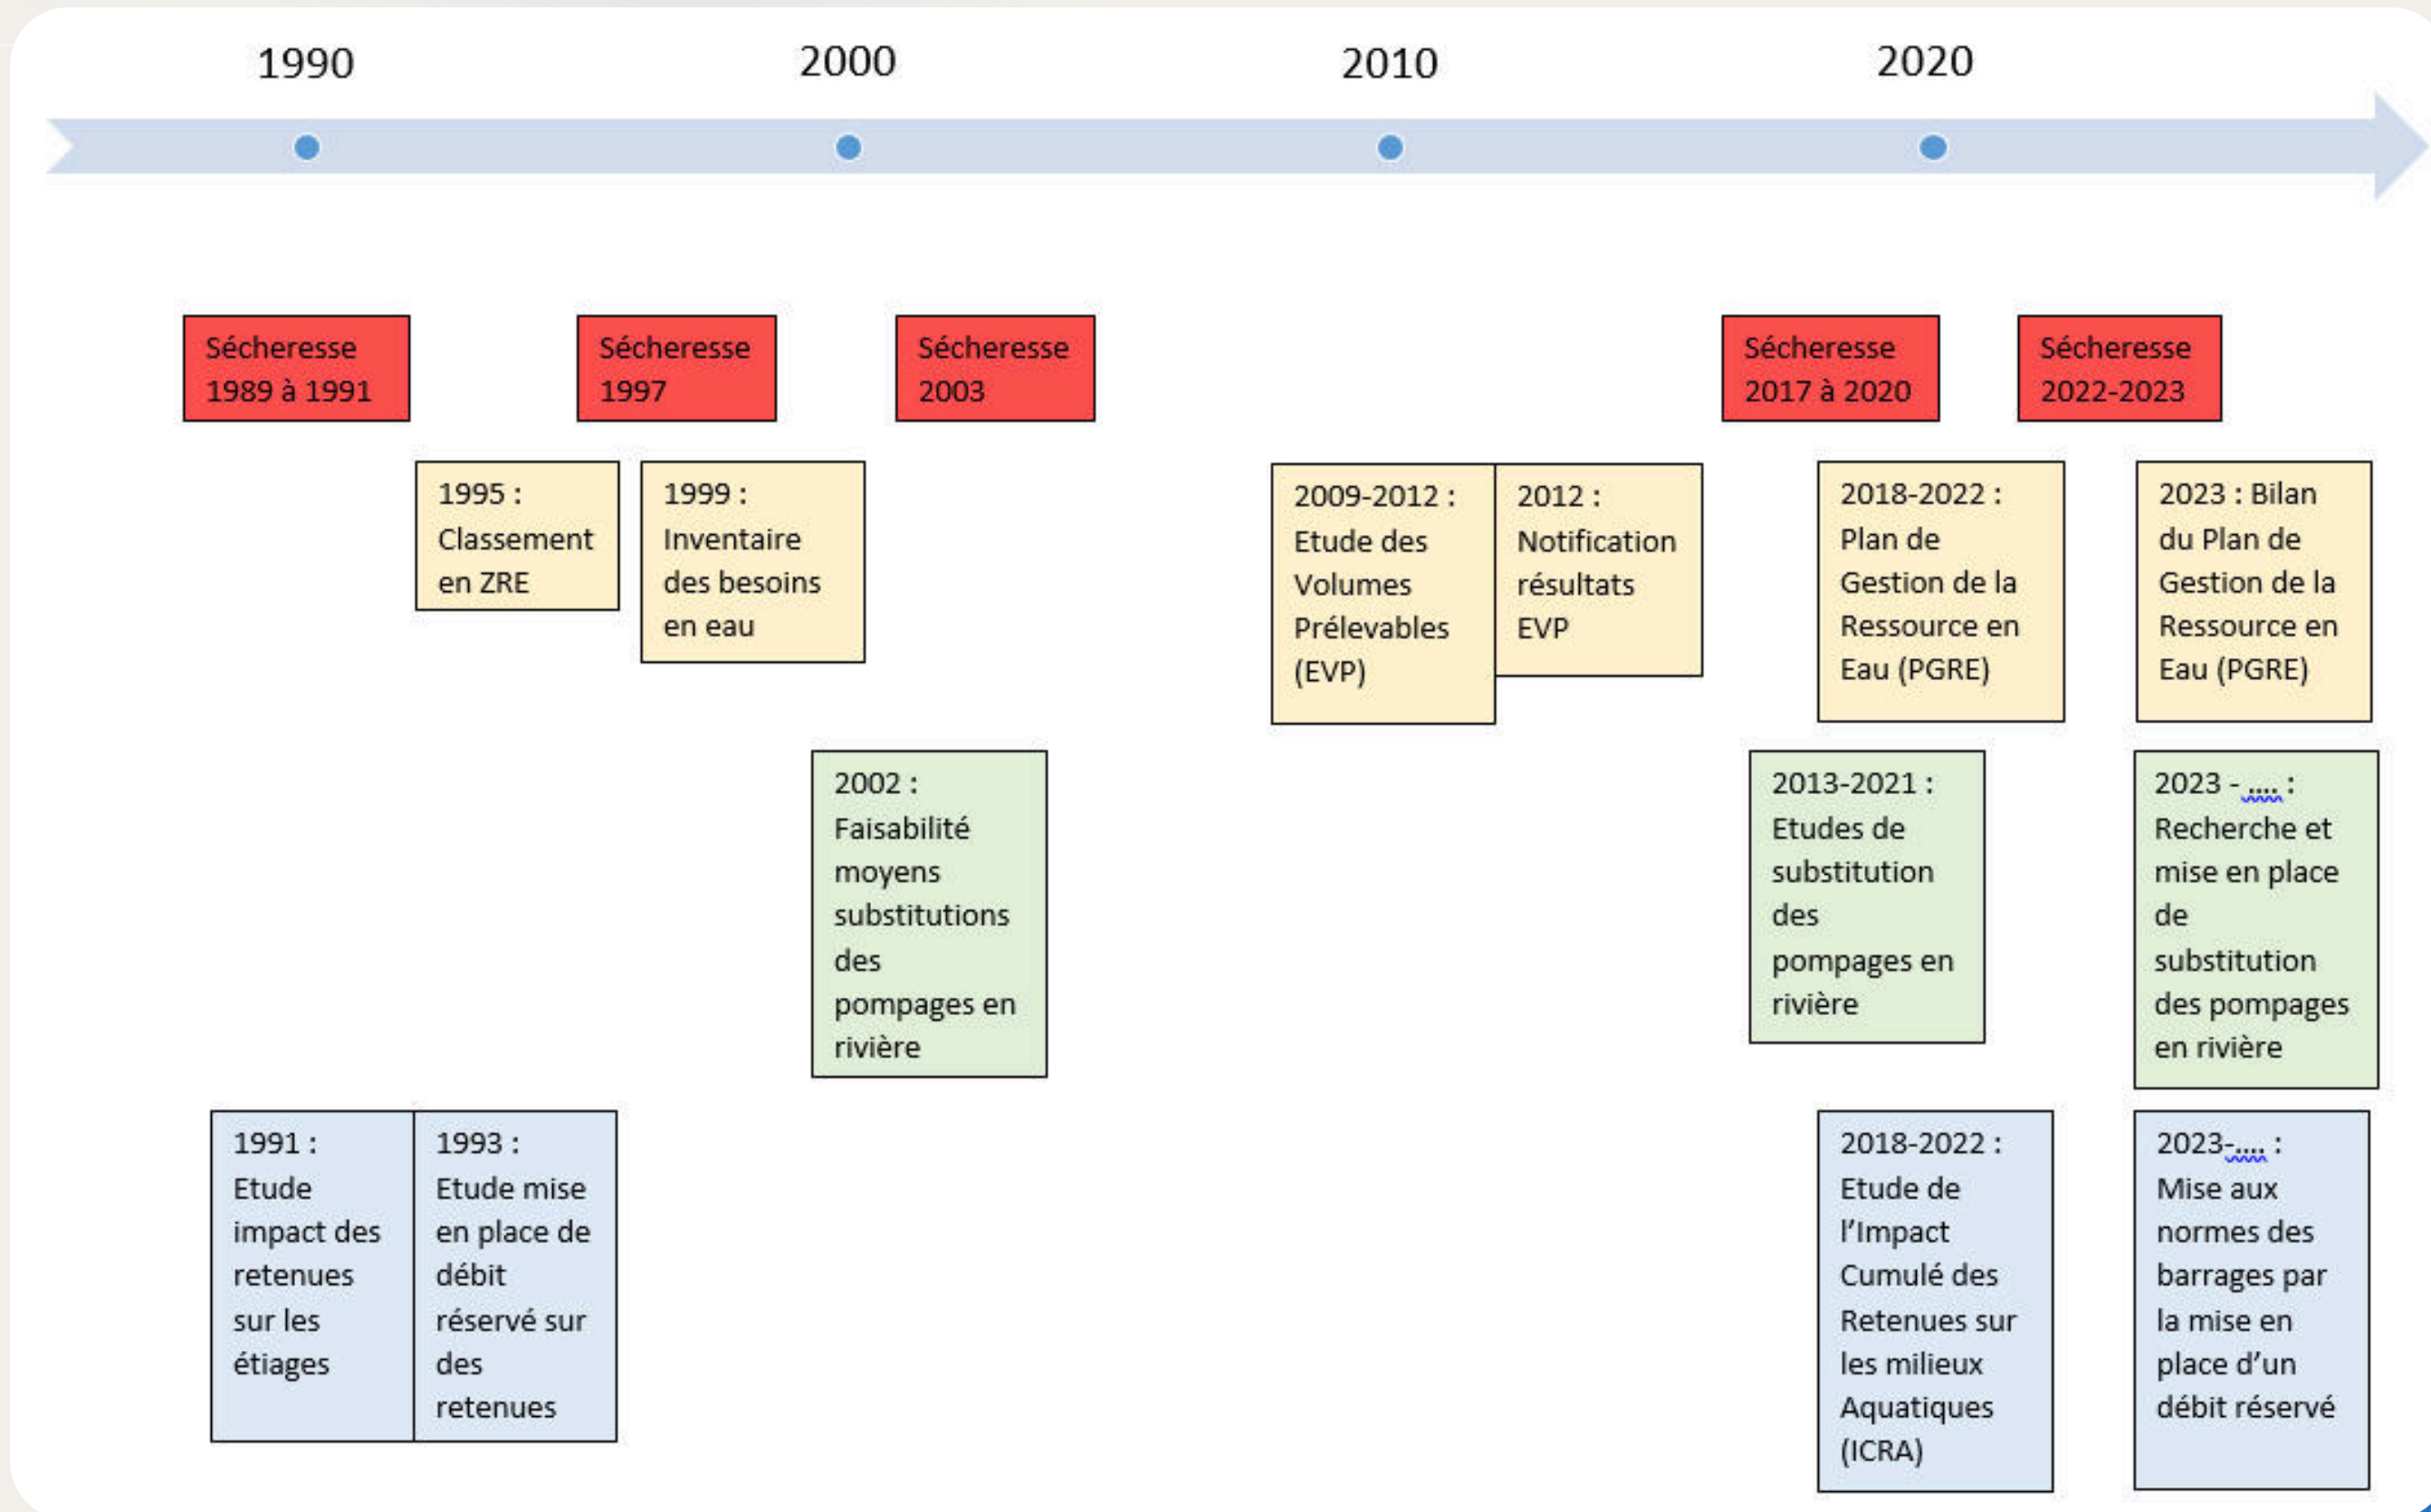 1990
2000
2010
2020
Sécheresse
1989 à 1991
Sécheresse
1997
Sécheresse
2003
Sécheresse
2017 à 2020
Sécheresse
2022-2023
1995 :
Classement
en ZRE
1999 :
Inventaire
des besoins
en eau
2009-2012 :
Etude des
Volumes
Prélevables
(EVP)
2012 :
Notification
résultats
EVP
2018-2022 :
Plan de
Gestion de la
Ressource en
Eau (PGRE)
2023 : Bilan
du Plan de
Gestion de la
Ressource en
Eau (PGRE)
2002 :
Faisabilité
moyens
substitutions
des
pompages en
rivière
2013-2021 :
Etudes de
substitution
des
pompages en
rivière
2023 - .... :
Recherche et
mise en place
de
substitution
des pompages
en rivière
1991 :
Etude
impact des
retenues
sur les
étiages
1993 :
Etude mise
en place de
débit
réservé sur
des
retenues
2018-2022 :
Etude de
l'Impact
Cumulé des
Retenues sur
les milieux
Aquatiques
(ICRA)
2023-.... :
Mise aux
normes des
barrages par
la mise en
place d'un
débit réservé